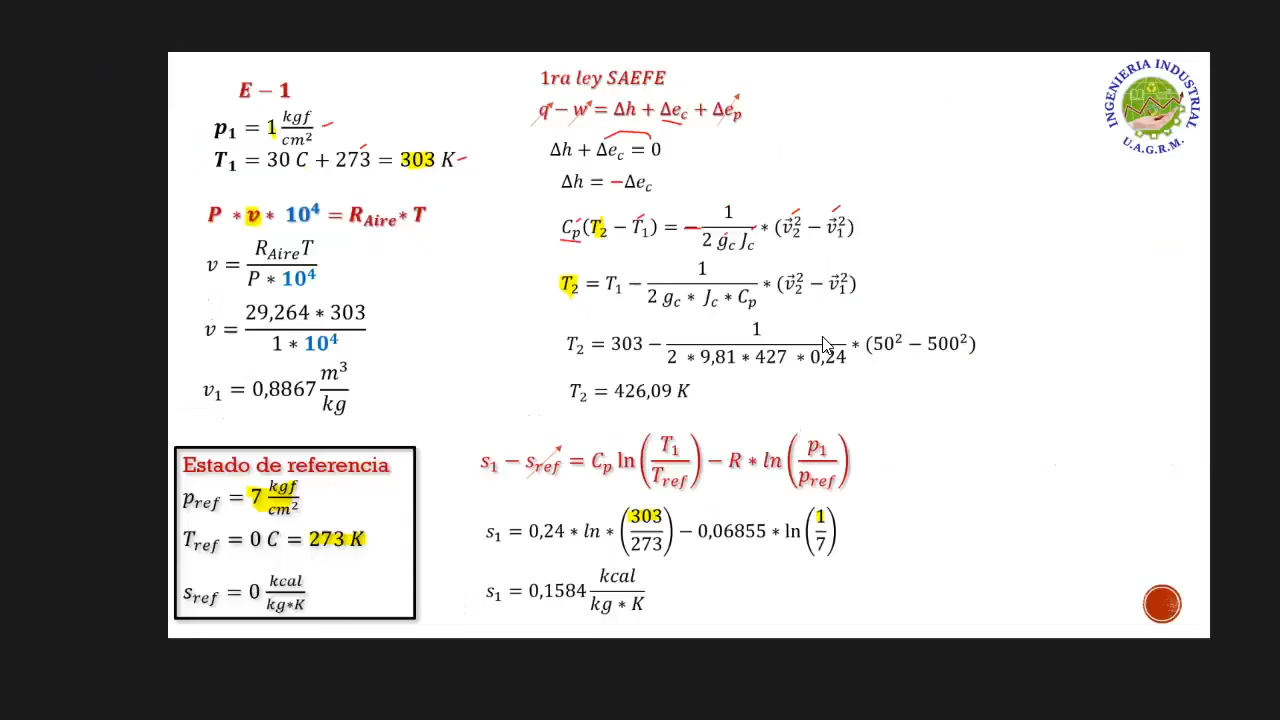 E − 1
p₁ = 1 kgf/cm²
T₁ = 30 C + 273 = 303 K
P * v * 10⁴ = R_Aire * T
v = R_Aire T / P * 10⁴
v = 29,264 * 303 / 1 * 10⁴
v₁ = 0,8867 m³/kg
Estado de referencia
p_ref = 7 kgf/cm²
T_ref = 0 C = 273 K
s_ref = 0 kcal/kg*K
1ra ley SAEFE
q − w = Δh + Δe_c + Δe_p
Δh + Δe_c = 0
Δh = −Δe_c
C_p(T₂ − T₁) = − 1/(2 g_c J_c) * (v⃗₂² − v⃗₁²)
T₂ = T₁ − 1/(2 g_c * J_c * C_p) * (v⃗₂² − v⃗₁²)
T₂ = 303 − 1/(2 * 9,81 * 427 * 0,24) * (50² − 500²)
T₂ = 426,09 K
s₁ − s_ref = C_p ln(T₁/T_ref) − R * ln(p₁/p_ref)
s₁ = 0,24 * ln * (303/273) − 0,06855 * ln(1/7)
s₁ = 0,1584 kcal/kg * K
INGENIERIA INDUSTRIAL
U.A.G.R.M.